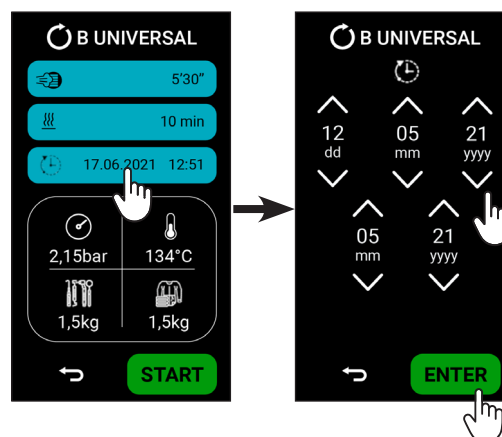 B UNIVERSAL
5'30"
10 min
17.06.2021 12:51
2,15bar 134°C
1,5kg 1,5kg
START
B UNIVERSAL
12 05 21
dd mm yyyy
05 21
mm yyyy
ENTER